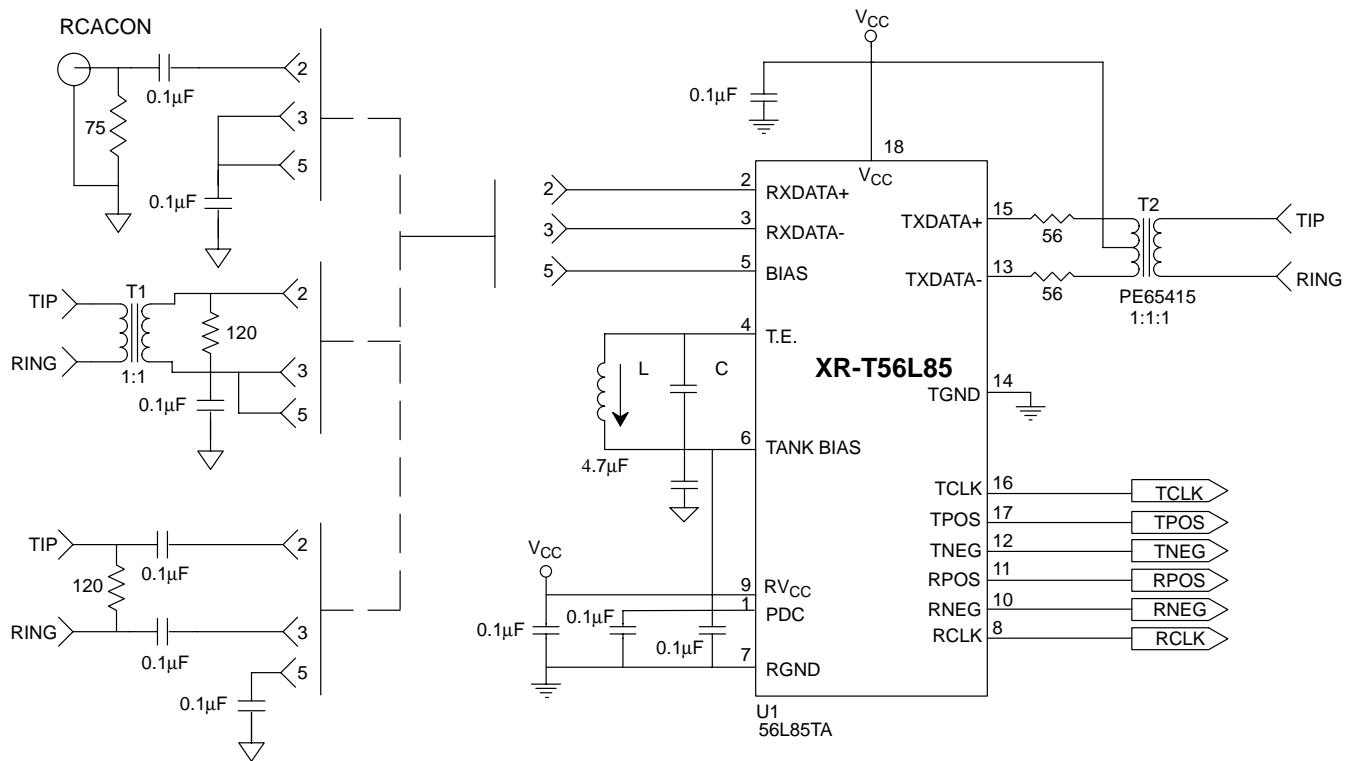 RCACON
2
0.1µF
75
3
5
0.1µF
TIP
T1
2
120
RING
1:1
3
0.1µF
5
TIP
2
0.1µF
120
RING
3
0.1µF
5
0.1µF
VCC
0.1µF
18
VCC
2
2
RXDATA+
3
3
RXDATA-
5
5
BIAS
15
TXDATA+
56
T2
TIP
13
TXDATA-
56
RING
PE65415
1:1:1
4
T.E.
L
C
XR-T56L85
14
TGND
6
TANK BIAS
4.7µF
TCLK
16
TCLK
TPOS
17
TPOS
TNEG
12
TNEG
RPOS
11
RPOS
RNEG
10
RNEG
RCLK
8
RCLK
VCC
9
RVCC
1
PDC
0.1µF
0.1µF
0.1µF
7
RGND
U1
56L85TA